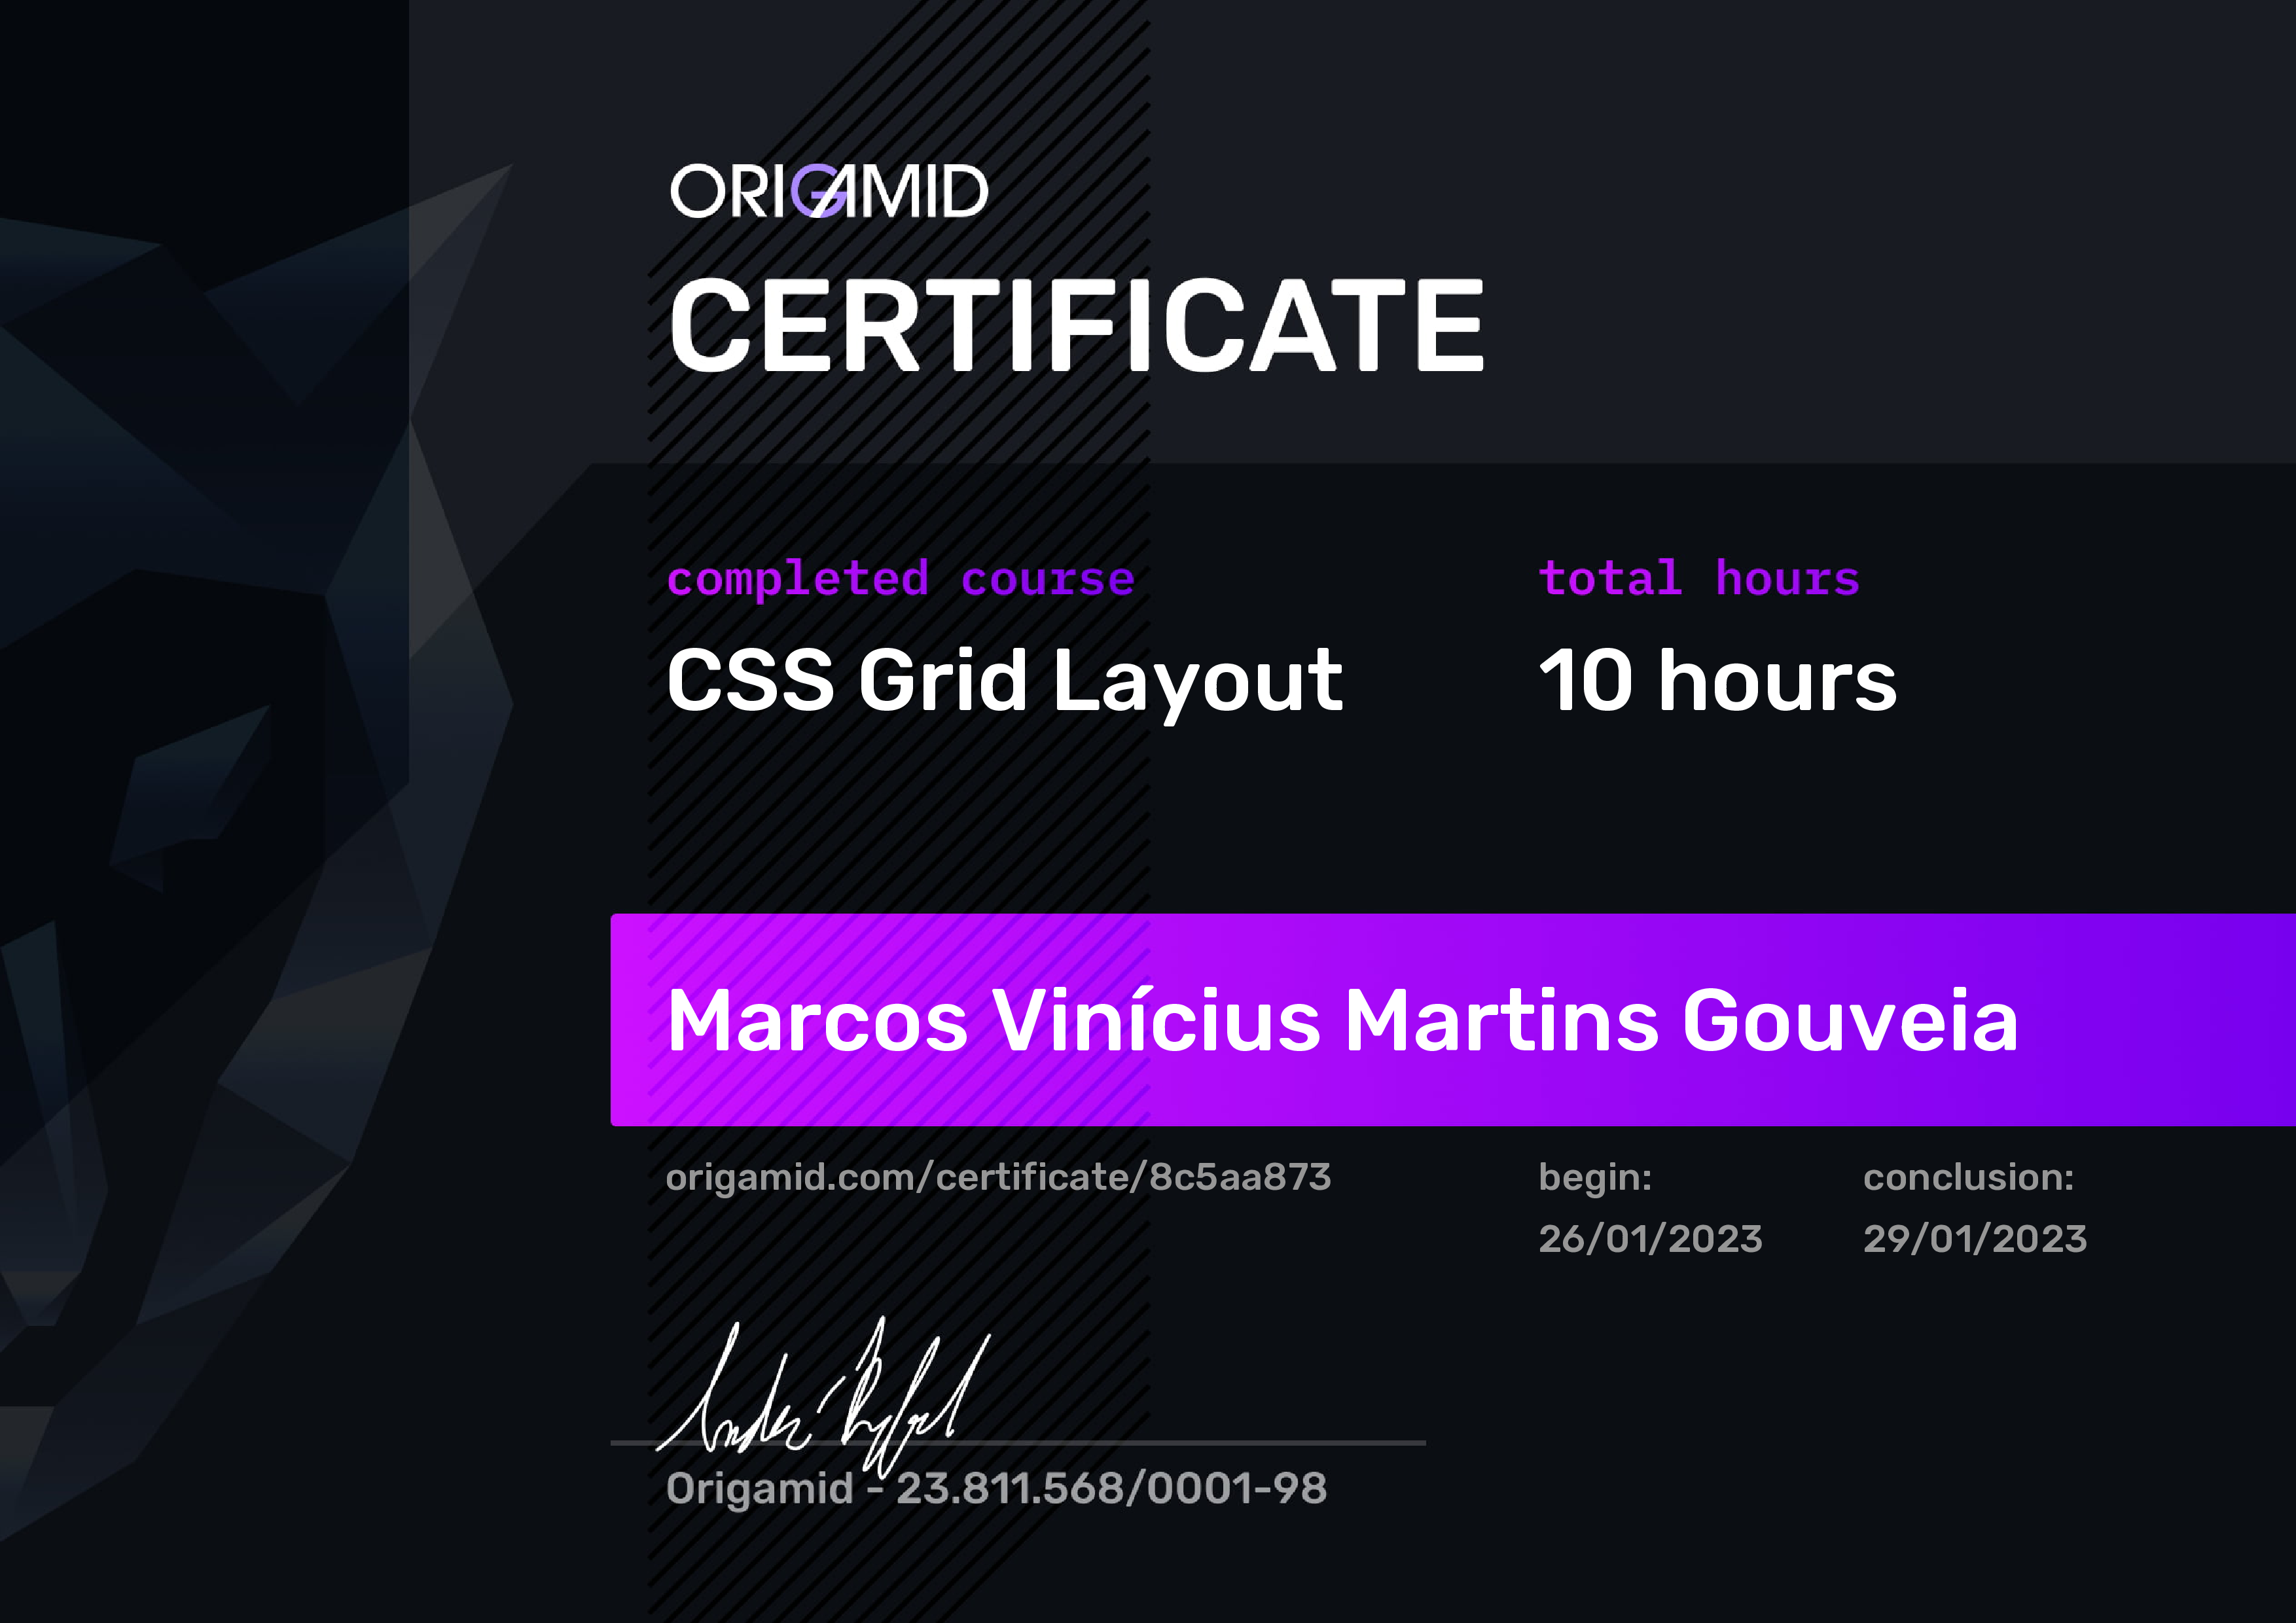 ORIGAMID
CERTIFICATE
completed course
CSS Grid Layout
total hours
10 hours
Marcos Vinícius Martins Gouveia
origamid.com/certificate/8c5aa873
begin:
26/01/2023
conclusion:
29/01/2023
Origamid - 23.811.568/0001-98